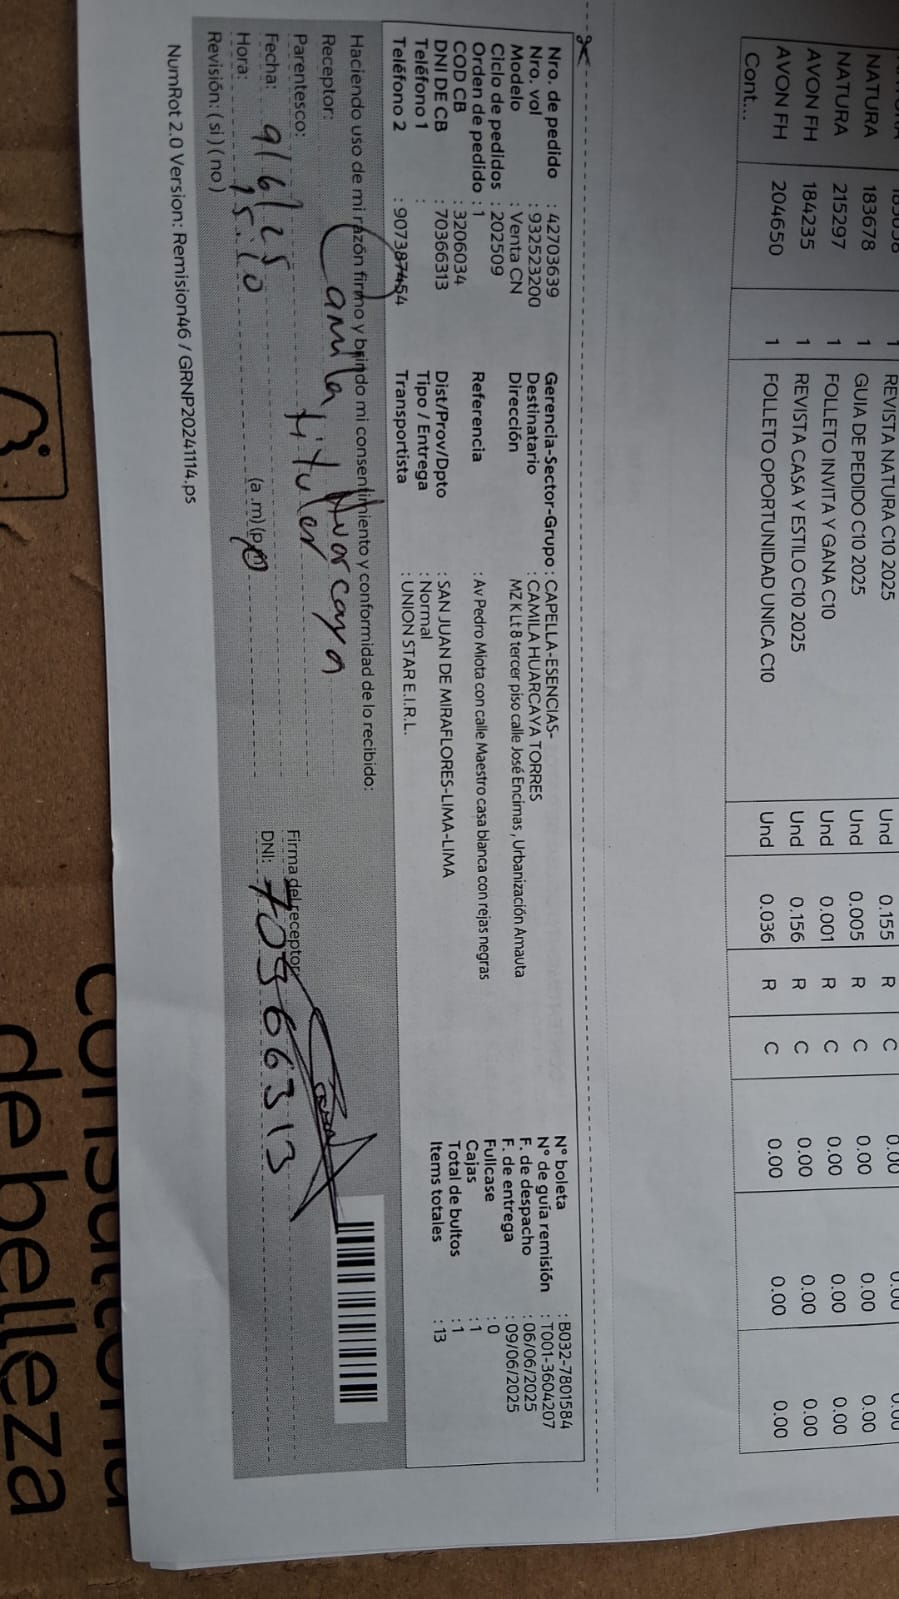 NATURA 183678 1 GUIA DE PEDIDO C10 2025 Und 0.005 R C 0.00 0.00 0.00
NATURA 215297 1 FOLLETO INVITA Y GANA C10 Und 0.001 R C 0.00 0.00 0.00
AVON FH 184235 1 REVISTA CASA Y ESTILO C10 2025 Und 0.156 R C 0.00 0.00 0.00
AVON FH 204650 1 FOLLETO OPORTUNIDAD UNICA C10 Und 0.036 R C 0.00 0.00 0.00
Cont...
Nro. de pedido : 42703639
Nro. vol : 932523200
Modelo : Venta CN
Ciclo de pedidos : 202509
Orden de pedido : 1
COD CB : 3206034
DNI DE CB : 70366313
Teléfono 1 :
Teléfono 2 : 907387454
Gerencia-Sector-Grupo : CAPELLA-ESENCIAS-
Destinatario : CAMILA HUARCAYA TORRES
Dirección MZ K Lt 8 tercer piso calle José Encimas , Urbanización Amauta
Referencia : Av Pedro Miota con calle Maestro casa blanca con rejas negras
Dist/Prov/Dpto : SAN JUAN DE MIRAFLORES-LIMA-LIMA
Tipo / Entrega : Normal
Transportista : UNION STAR E.I.R.L.
N° boleta : B032-7801584
N° de guía remisión : T001-3604207
F. de despacho : 06/06/2025
F. de entrega : 09/06/2025
Fullcase : 0
Cajas : 1
Total de bultos : 1
Items totales : 13
Haciendo uso de mi razón firmo y brindo mi consentimiento y conformidad de lo recibido:
Receptor: Camila Huarcaya
Parentesco: titular
Fecha: 9/6/25
Hora: 15:10 (a .m)(p.m)
Revisión: ( si ) ( no )
Firma del receptor:
DNI: 70366313
NumRot 2.0 Version: Remision46 / GRNP20241114.ps
de belleza